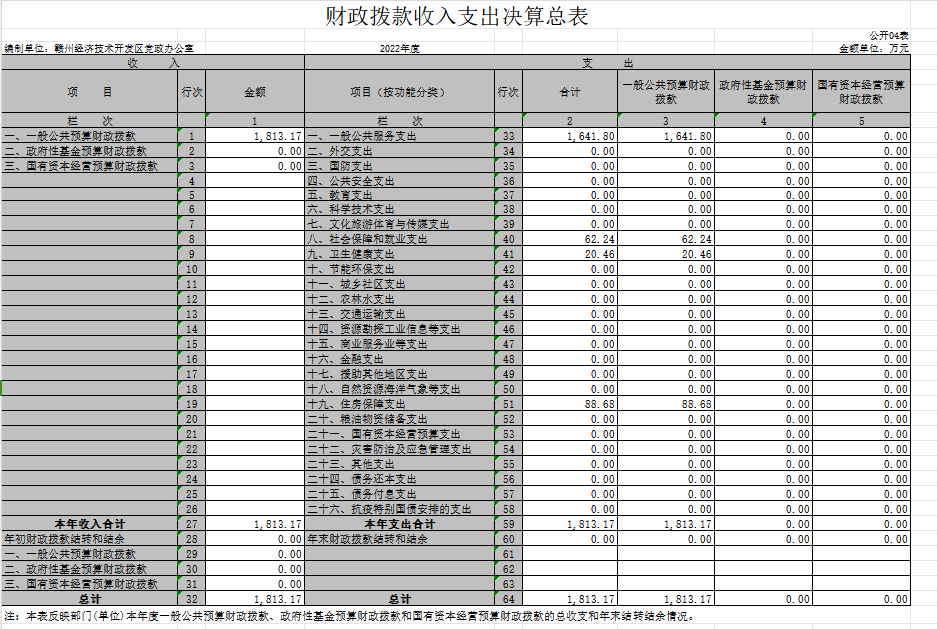 财政拨款收入支出决算总表
公开04表
编制单位：赣州经济技术开发区党政办公室 2022年度 金额单位：万元
收 入 支 出
项 目 行次 金额 项目（按功能分类） 行次 合计 一般公共预算财政拨款 政府性基金预算财政拨款 国有资本经营预算财政拨款
栏 次 1 栏 次 2 3 4 5
一、一般公共预算财政拨款 1 1,813.17 一、一般公共服务支出 33 1,641.80 1,641.80 0.00 0.00
二、政府性基金预算财政拨款 2 0.00 二、外交支出 34 0.00 0.00 0.00 0.00
三、国有资本经营预算财政拨款 3 0.00 三、国防支出 35 0.00 0.00 0.00 0.00
4 四、公共安全支出 36 0.00 0.00 0.00 0.00
5 五、教育支出 37 0.00 0.00 0.00 0.00
6 六、科学技术支出 38 0.00 0.00 0.00 0.00
7 七、文化旅游体育与传媒支出 39 0.00 0.00 0.00 0.00
8 八、社会保障和就业支出 40 62.24 62.24 0.00 0.00
9 九、卫生健康支出 41 20.46 20.46 0.00 0.00
10 十、节能环保支出 42 0.00 0.00 0.00 0.00
11 十一、城乡社区支出 43 0.00 0.00 0.00 0.00
12 十二、农林水支出 44 0.00 0.00 0.00 0.00
13 十三、交通运输支出 45 0.00 0.00 0.00 0.00
14 十四、资源勘探工业信息等支出 46 0.00 0.00 0.00 0.00
15 十五、商业服务业等支出 47 0.00 0.00 0.00 0.00
16 十六、金融支出 48 0.00 0.00 0.00 0.00
17 十七、援助其他地区支出 49 0.00 0.00 0.00 0.00
18 十八、自然资源海洋气象等支出 50 0.00 0.00 0.00 0.00
19 十九、住房保障支出 51 88.68 88.68 0.00 0.00
20 二十、粮油物资储备支出 52 0.00 0.00 0.00 0.00
21 二十一、国有资本经营预算支出 53 0.00 0.00 0.00 0.00
22 二十二、灾害防治及应急管理支出 54 0.00 0.00 0.00 0.00
23 二十三、其他支出 55 0.00 0.00 0.00 0.00
24 二十四、债务还本支出 56 0.00 0.00 0.00 0.00
25 二十五、债务付息支出 57 0.00 0.00 0.00 0.00
26 二十六、抗疫特别国债安排的支出 58 0.00 0.00 0.00 0.00
本年收入合计 27 1,813.17 本年支出合计 59 1,813.17 1,813.17 0.00 0.00
年初财政拨款结转和结余 28 0.00 年末财政拨款结转和结余 60 0.00 0.00 0.00 0.00
一、一般公共预算财政拨款 29 0.00 61
二、政府性基金预算财政拨款 30 0.00 62
三、国有资本经营预算财政拨款 31 0.00 63
总计 32 1,813.17 总计 64 1,813.17 1,813.17 0.00 0.00
注：本表反映部门(单位)本年度一般公共预算财政拨款、政府性基金预算财政拨款和国有资本经营预算财政拨款的总收支和年末结转结余情况。